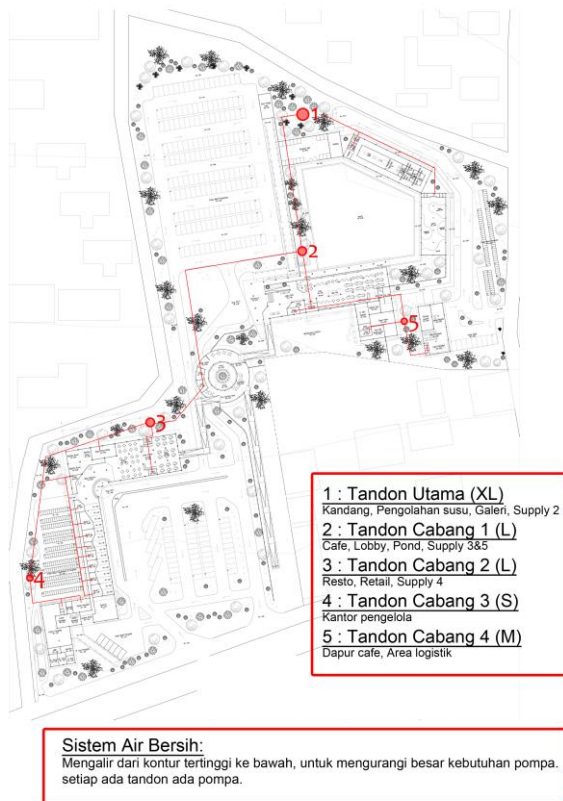 1
2
5
3
4
1 : Tandon Utama (XL)
Kandang, Pengolahan susu, Galeri, Supply 2
2 : Tandon Cabang 1 (L)
Cafe, Lobby, Pond, Supply 3&5
3 : Tandon Cabang 2 (L)
Resto, Retail, Supply 4
4 : Tandon Cabang 3 (S)
Kantor pengelola
5 : Tandon Cabang 4 (M)
Dapur cafe, Area logistik
Sistem Air Bersih:
Mengalir dari kontur tertinggi ke bawah, untuk mengurangi besar kebutuhan pompa.
setiap ada tandon ada pompa.